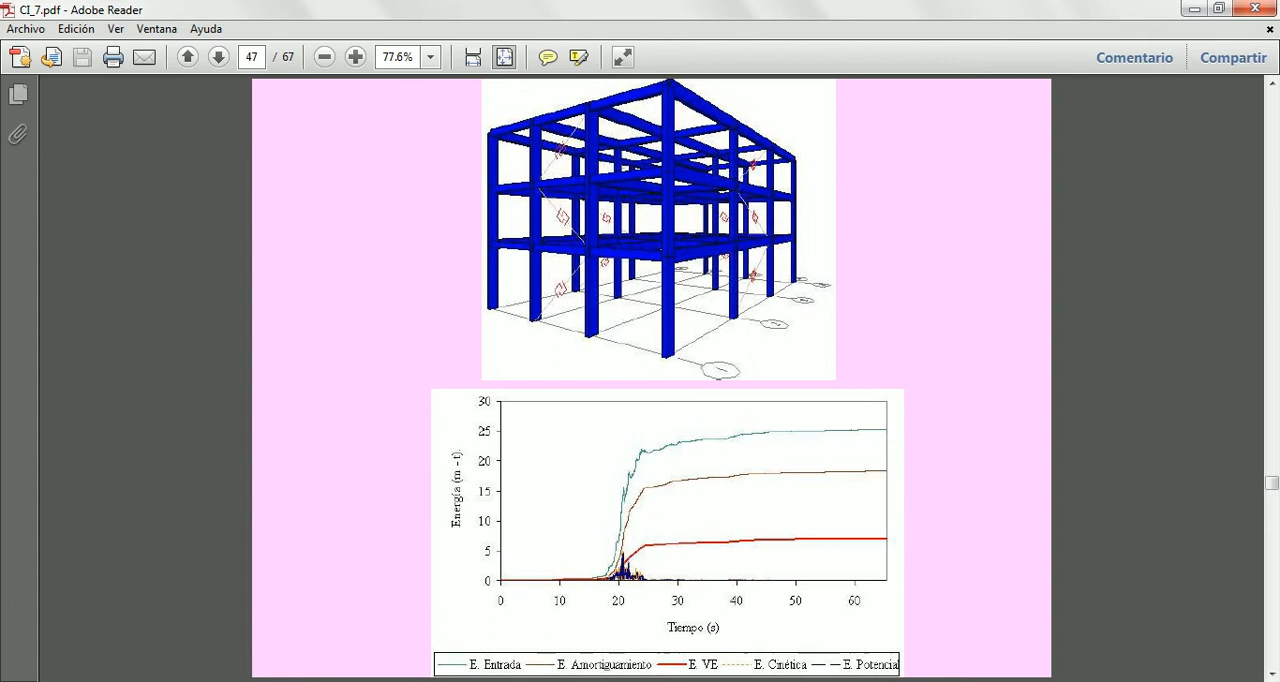 CI_7.pdf - Adobe Reader
Archivo Edición Ver Ventana Ayuda
47 / 67 77.6% Comentario Compartir
30
25
20
15
10
5
0
Energía (m - t).
0 10 20 30 40 50 60
Tiempo (s)
E. Entrada E. Amortiguamiento E. VE E. Cinética E. Potencial